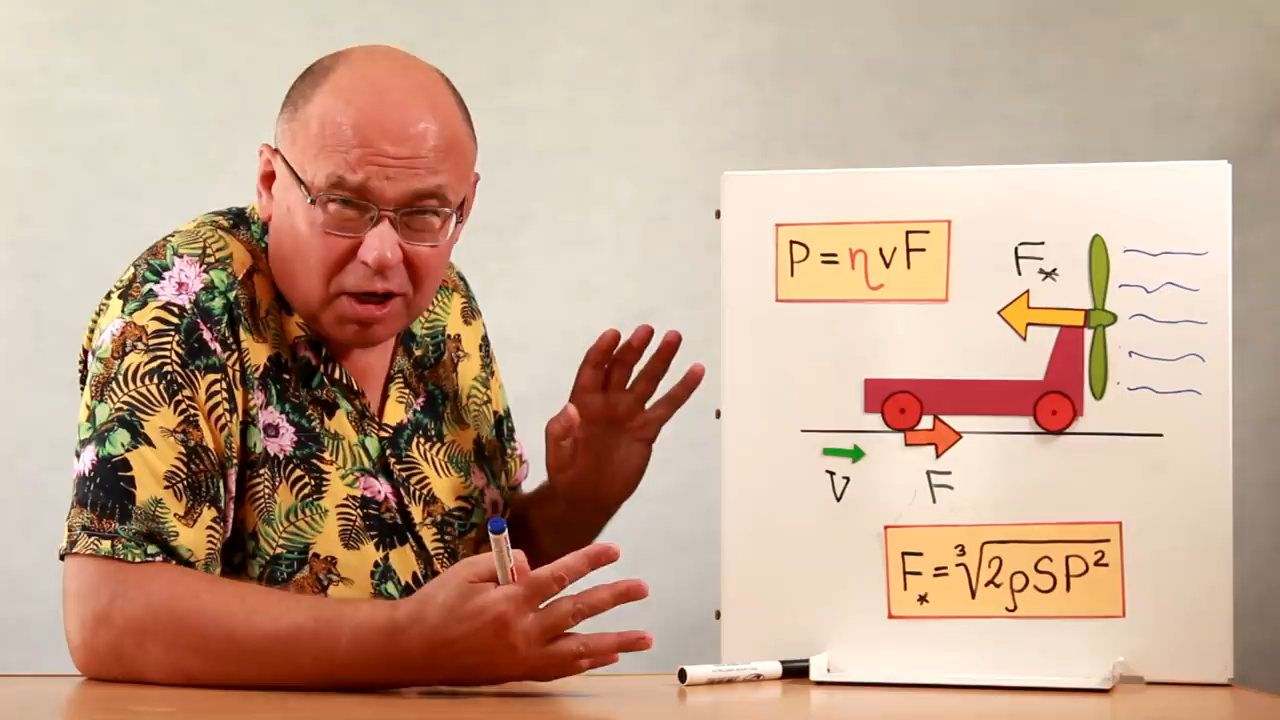 P = ηvF
F*
V
F
F* = ∛2ρSP²